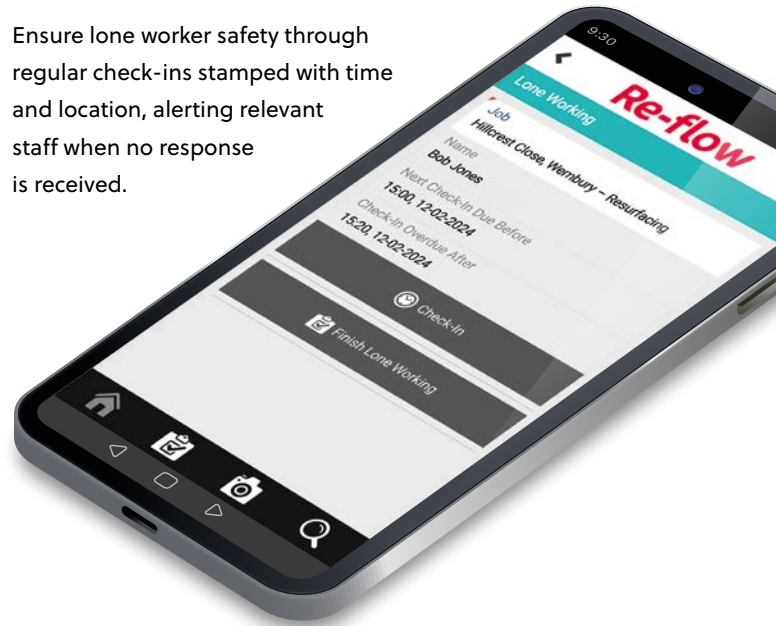 Ensure lone worker safety through
regular check-ins stamped with time
and location, alerting relevant
staff when no response
is received.
9:30
Re-flow
Lone Working
Job
Hillcrest Close, Wembury - Resurfacing
Name
Bob Jones
Next Check-In Due Before
15:00, 12-02-2024
Check-In Overdue After
15:20, 12-02-2024
Check-In
Finish Lone Working